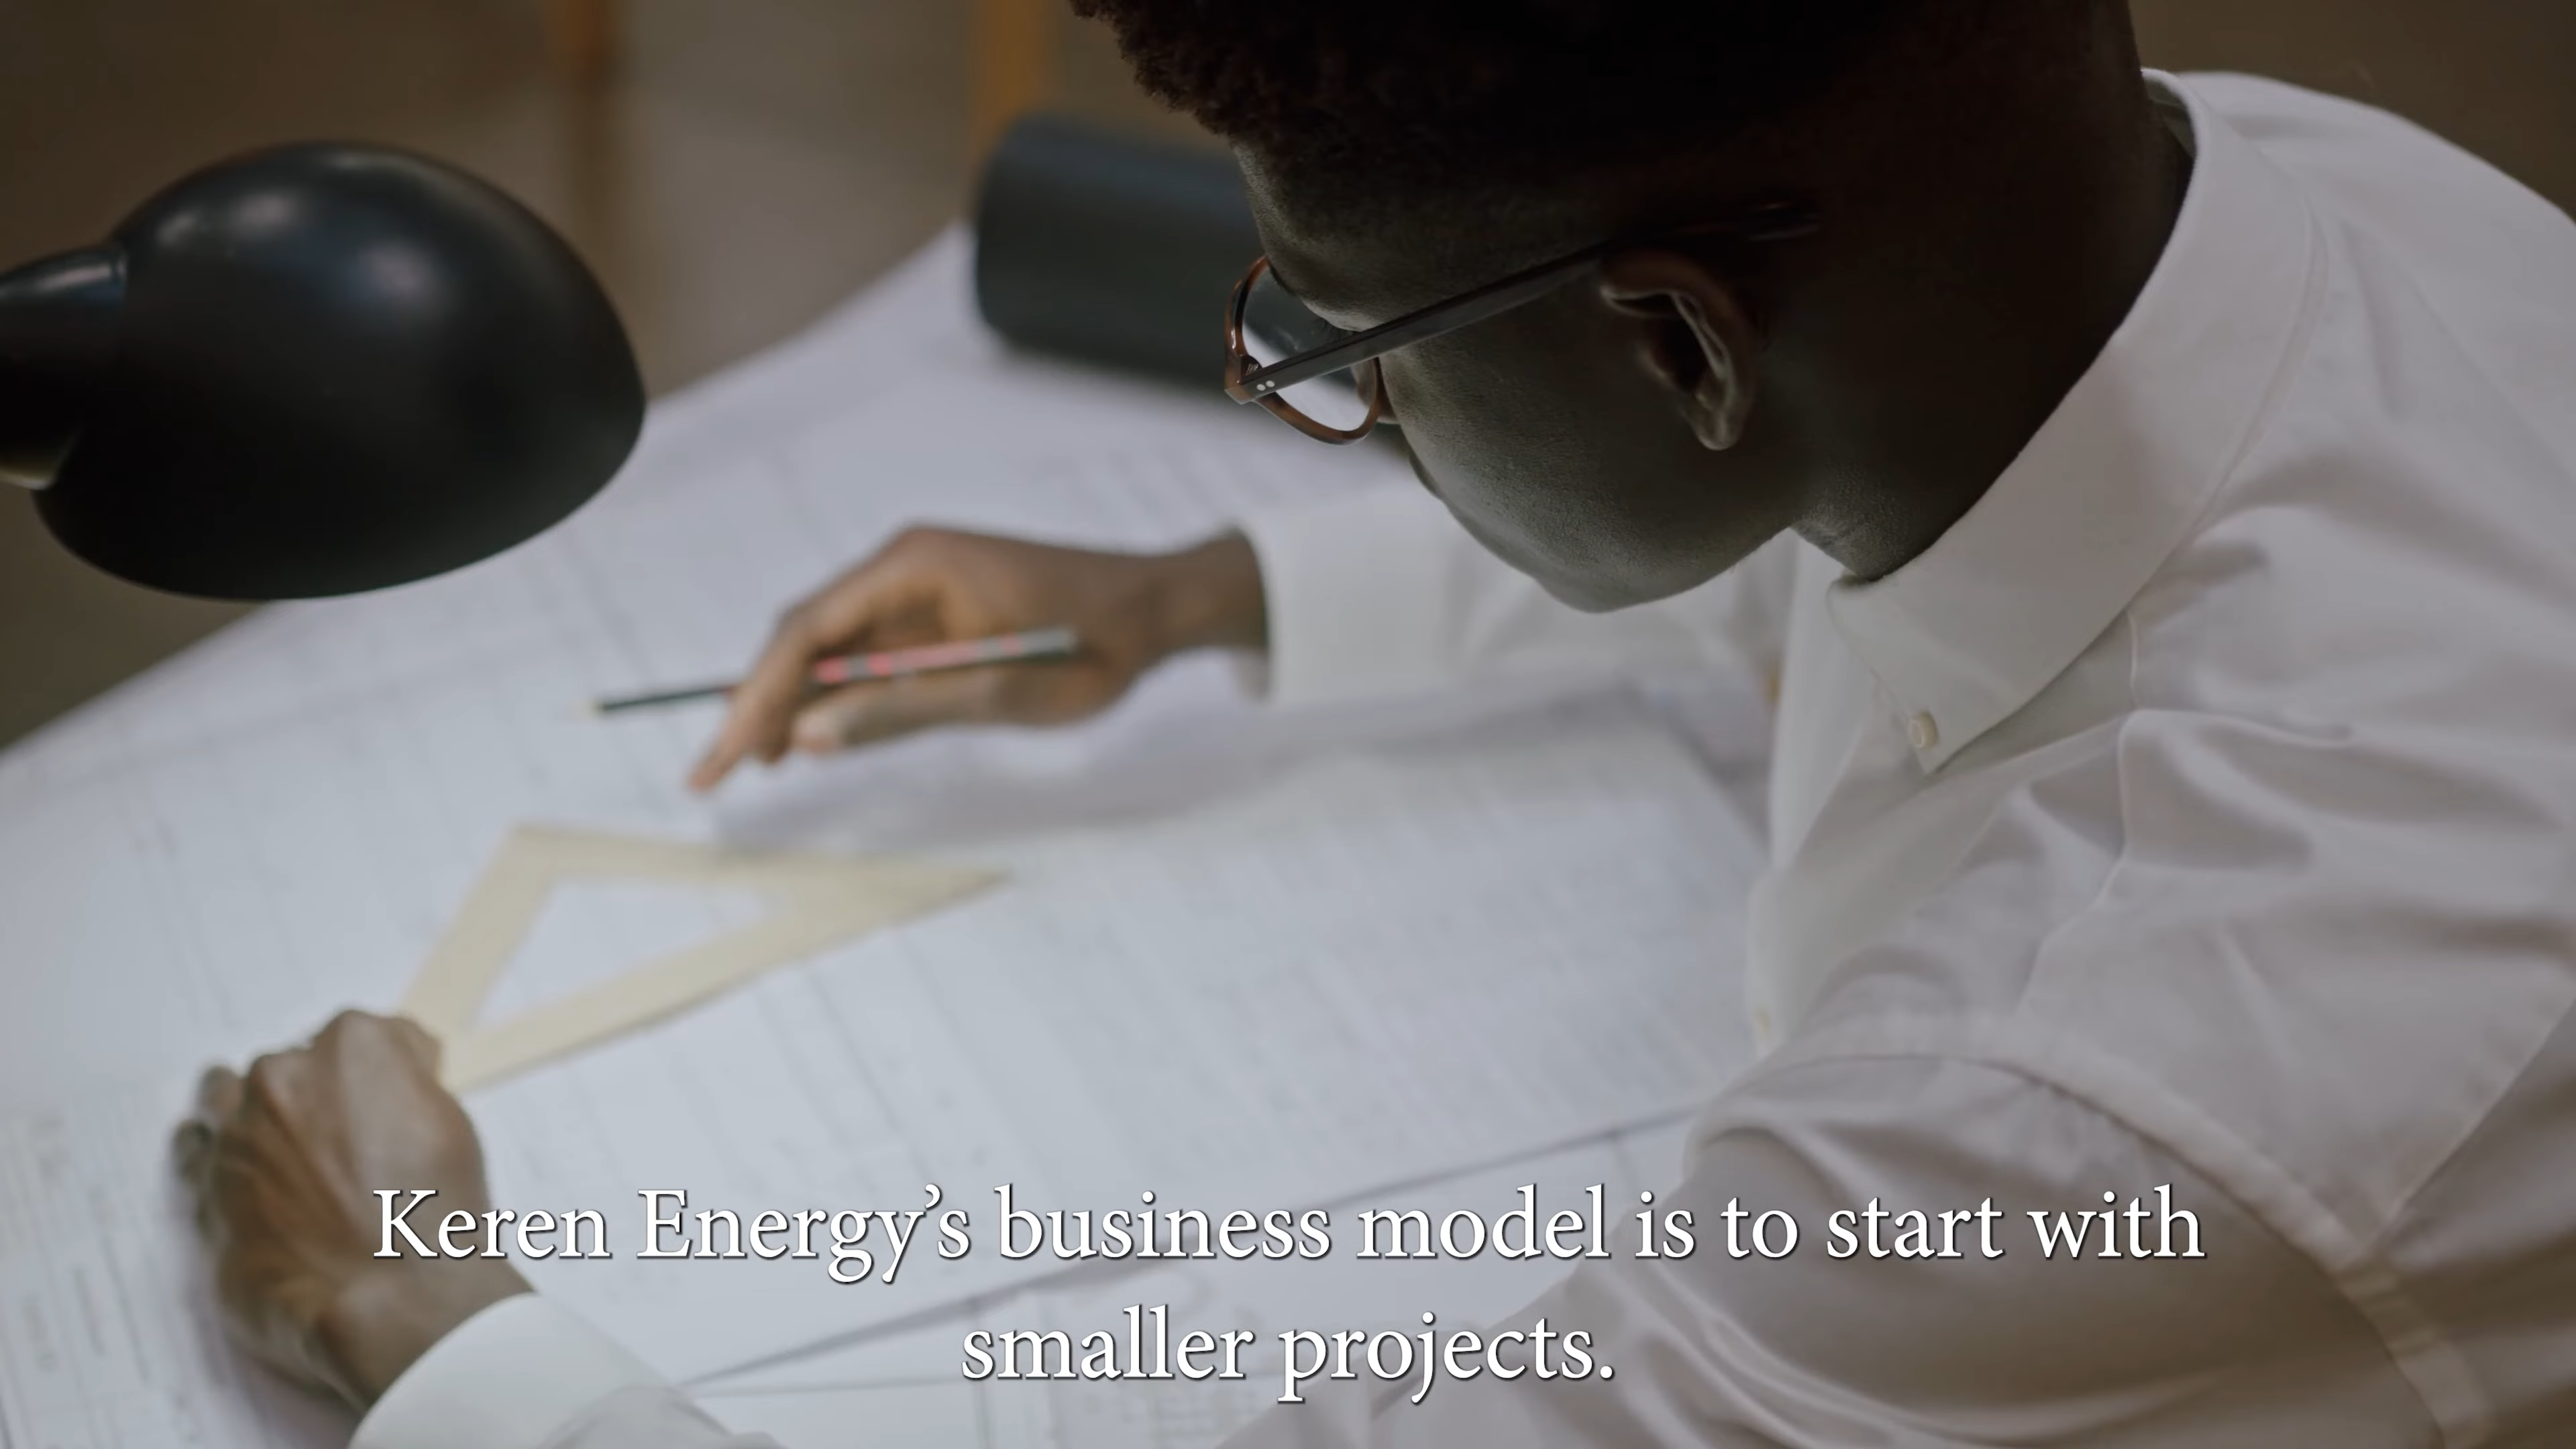 Keren Energy’s business model is to start with
smaller projects.